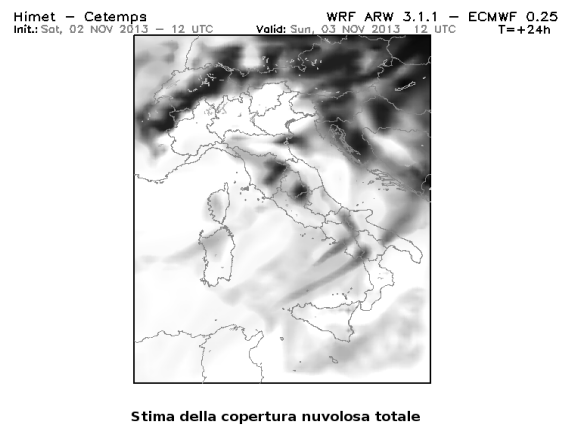 Himet – Cetemps WRF ARW 3.1.1 – ECMWF 0.25
Init.: Sat, 02 NOV 2013 – 12 UTC Valid: Sun, 03 NOV 2013 12 UTC T=+24h
Stima della copertura nuvolosa totale